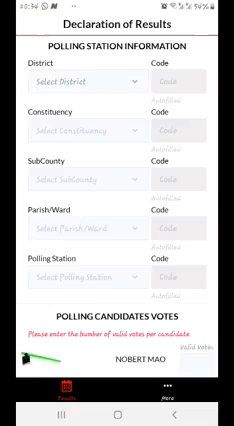 20:34
54%
Declaration of Results
POLLING STATION INFORMATION
District Code
Select District Code
Autofilled
Constituency Code
Select Constituency Code
Autofilled
SubCounty Code
Select SubCounty Code
Autofilled
Parish/Ward Code
Select Parish/Ward Code
Autofilled
Polling Station Code
Select Polling Station Code
Autofilled
POLLING CANDIDATES VOTES
Please enter the Number of valid votes per candidate
Valid Votes
NOBERT MAO
Results More